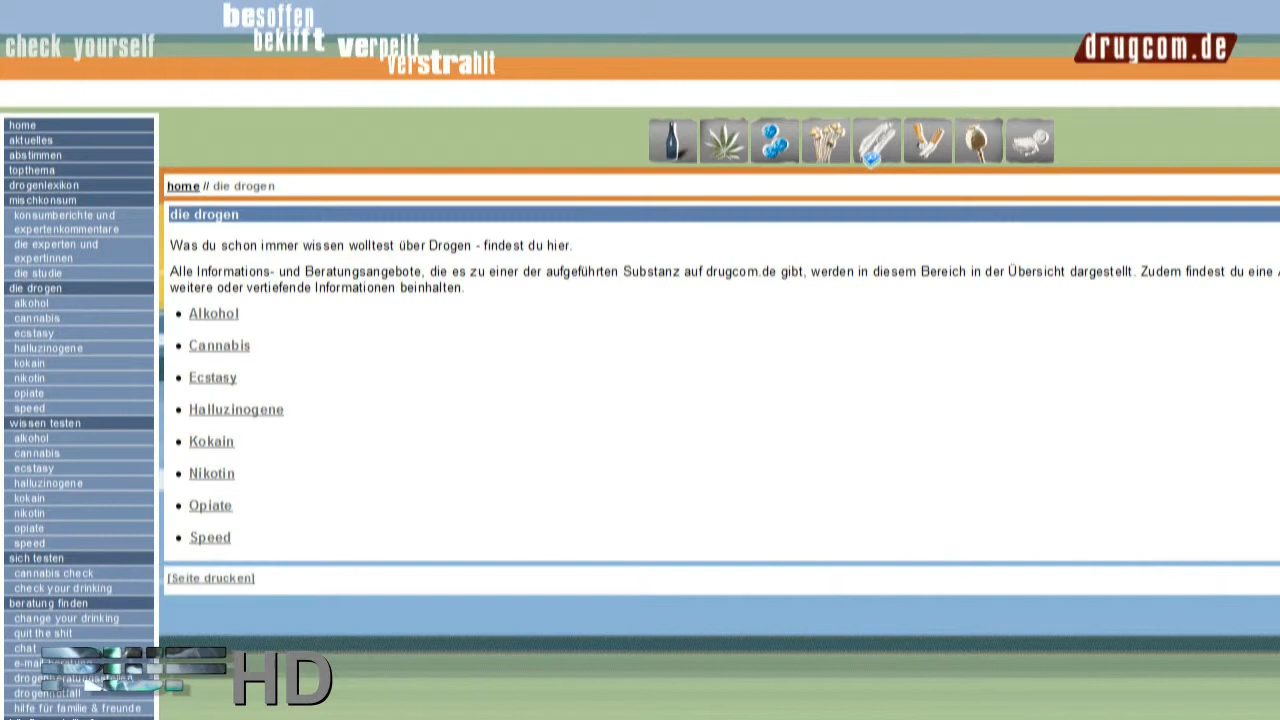 check yourself
besoffen
bekifft verpeilt
verstrahlt
drugcom.de
home
aktuelles
abstimmen
topthema
drogenlexikon
mischkonsum
konsumberichte und
expertenkommentare
die experten und
expertinnen
die studie
die drogen
alkohol
cannabis
ecstasy
halluzinogene
kokain
nikotin
opiate
speed
wissen testen
alkohol
cannabis
ecstasy
halluzinogene
kokain
nikotin
opiate
speed
sich testen
cannabis check
check your drinking
beratung finden
change your drinking
quit the shit
chat
e-mail beratung
drogenberatungsstellen
drogennotfall
hilfe für familie & freunde
home // die drogen
die drogen
Was du schon immer wissen wolltest über Drogen - findest du hier.
Alle Informations- und Beratungsangebote, die es zu einer der aufgeführten Substanz auf drugcom.de gibt, werden in diesem Bereich in der Übersicht dargestellt. Zudem findest du eine
weitere oder vertiefende Informationen beinhalten.
Alkohol
Cannabis
Ecstasy
Halluzinogene
Kokain
Nikotin
Opiate
Speed
[Seite drucken]
HD